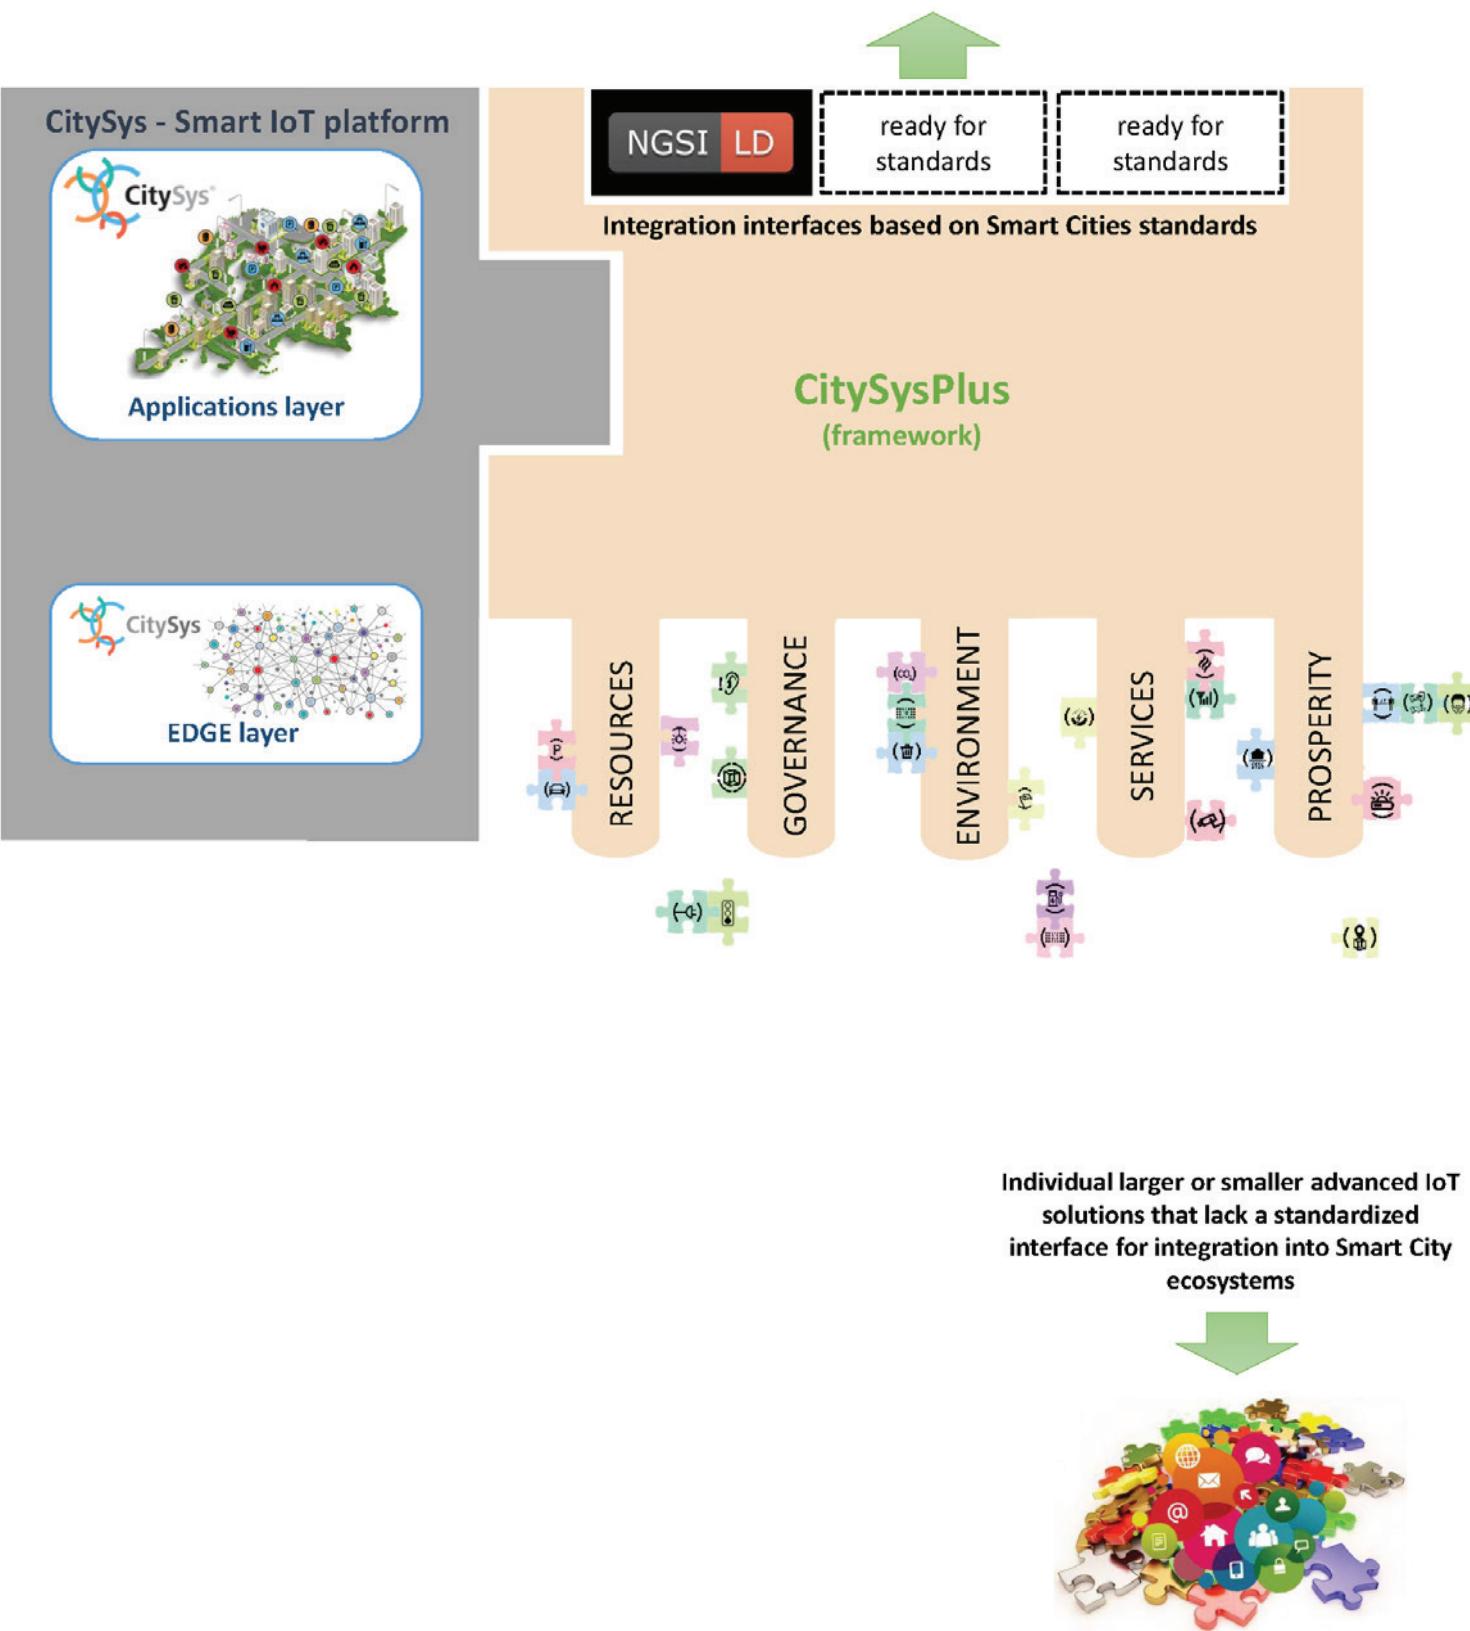 CitySys - Smart IoT platform
CitySys®
Applications layer
CitySys
EDGE layer
NGSI LD
ready for
standards
ready for
standards
Integration interfaces based on Smart Cities standards
CitySysPlus
(framework)
RESOURCES
GOVERNANCE
ENVIRONMENT
SERVICES
PROSPERITY
P
CO₂
Individual larger or smaller advanced IoT
solutions that lack a standardized
interface for integration into Smart City
ecosystems
@